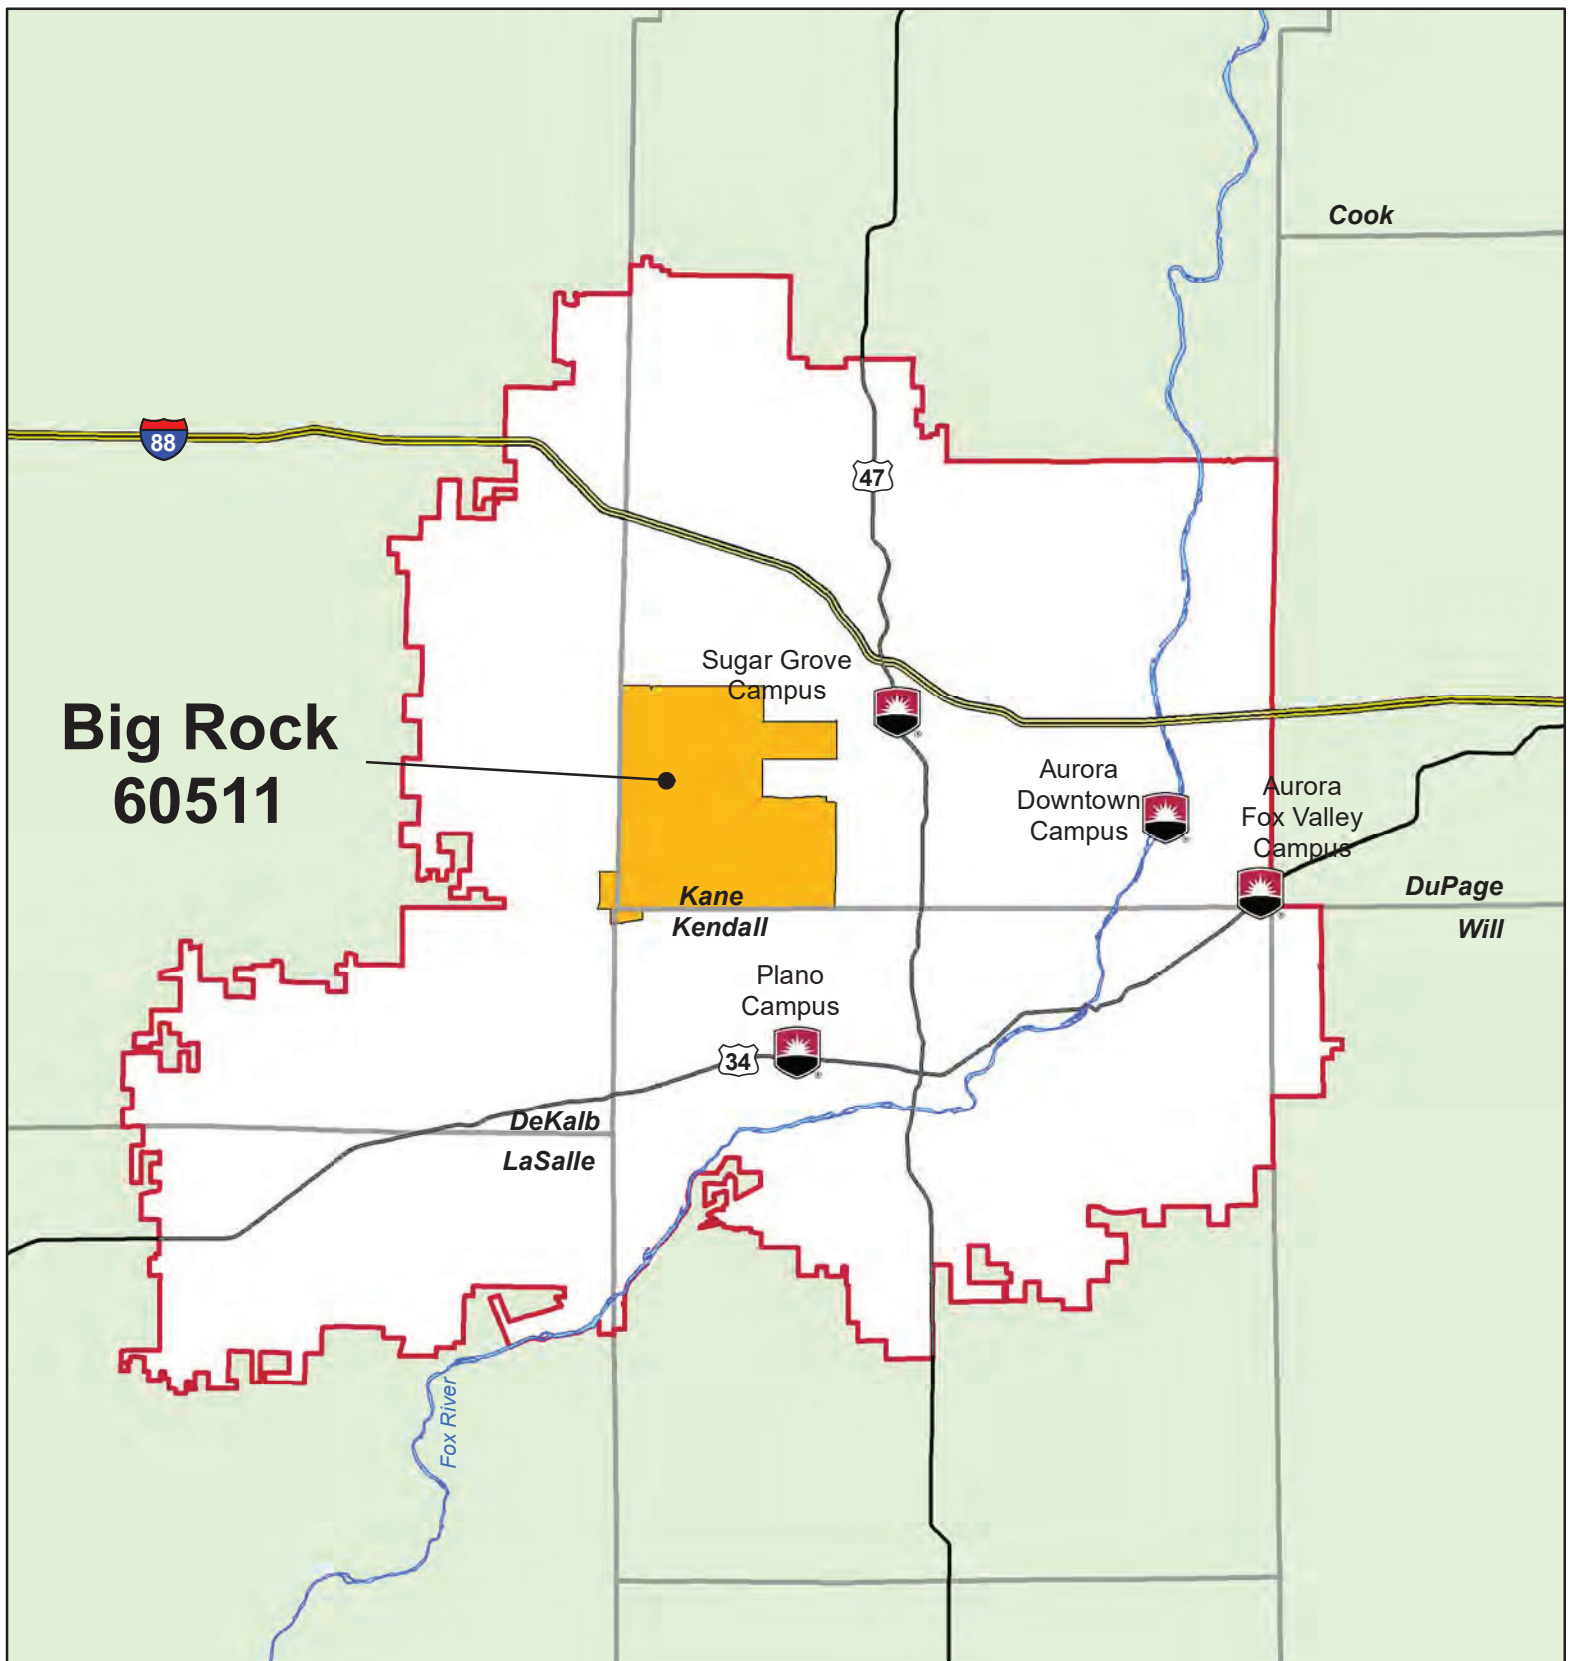 Cook
88
47
Sugar Grove
Campus
Big Rock
60511
Aurora
Downtown
Campus
Aurora
Fox Valley
Campus
Kane
Kendall
DuPage
Will
Plano
Campus
34
DeKalb
LaSalle
Fox River